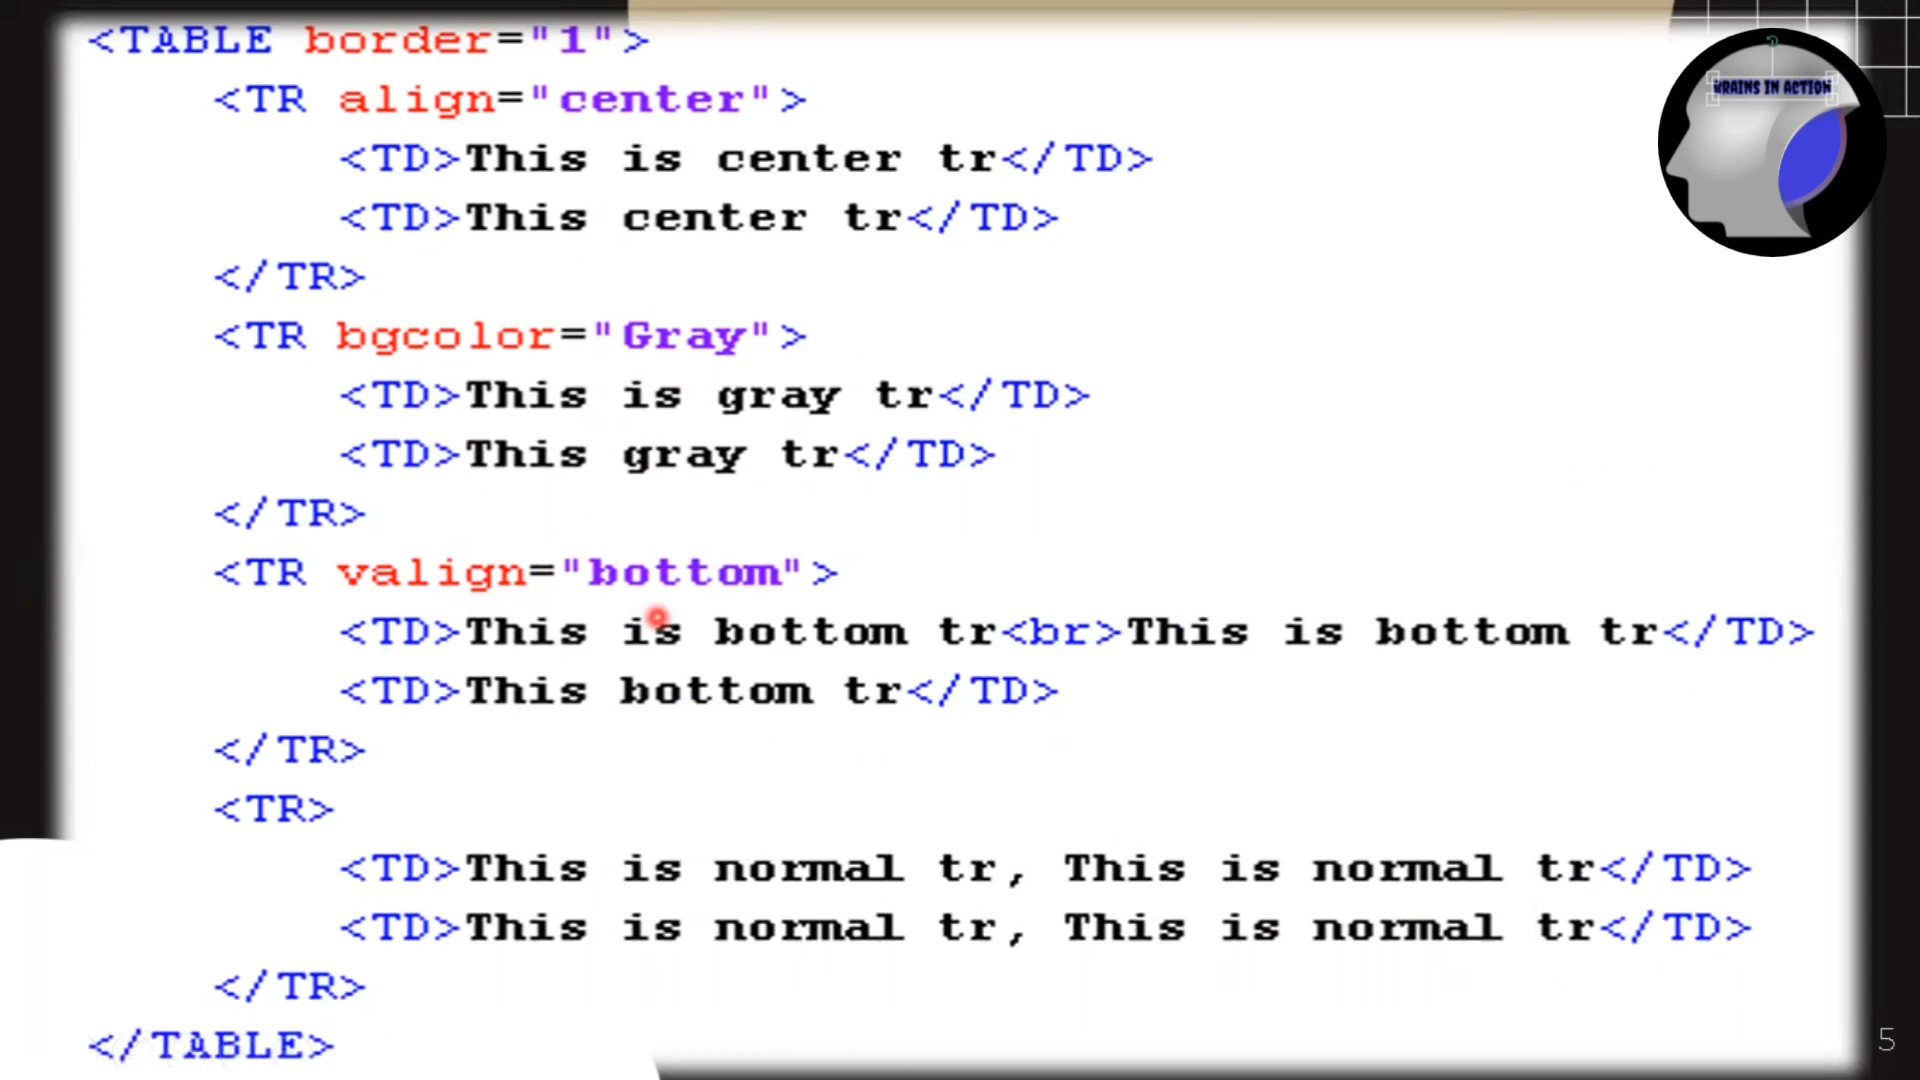 <TABLE border="1">
<TR align="center">
<TD>This is center tr</TD>
<TD>This center tr</TD>
</TR>
<TR bgcolor="Gray">
<TD>This is gray tr</TD>
<TD>This gray tr</TD>
</TR>
<TR valign="bottom">
<TD>This is bottom tr<br>This is bottom tr</TD>
<TD>This bottom tr</TD>
</TR>
<TR>
<TD>This is normal tr, This is normal tr</TD>
<TD>This is normal tr, This is normal tr</TD>
</TR>
</TABLE>
BRAINS IN ACTION
5